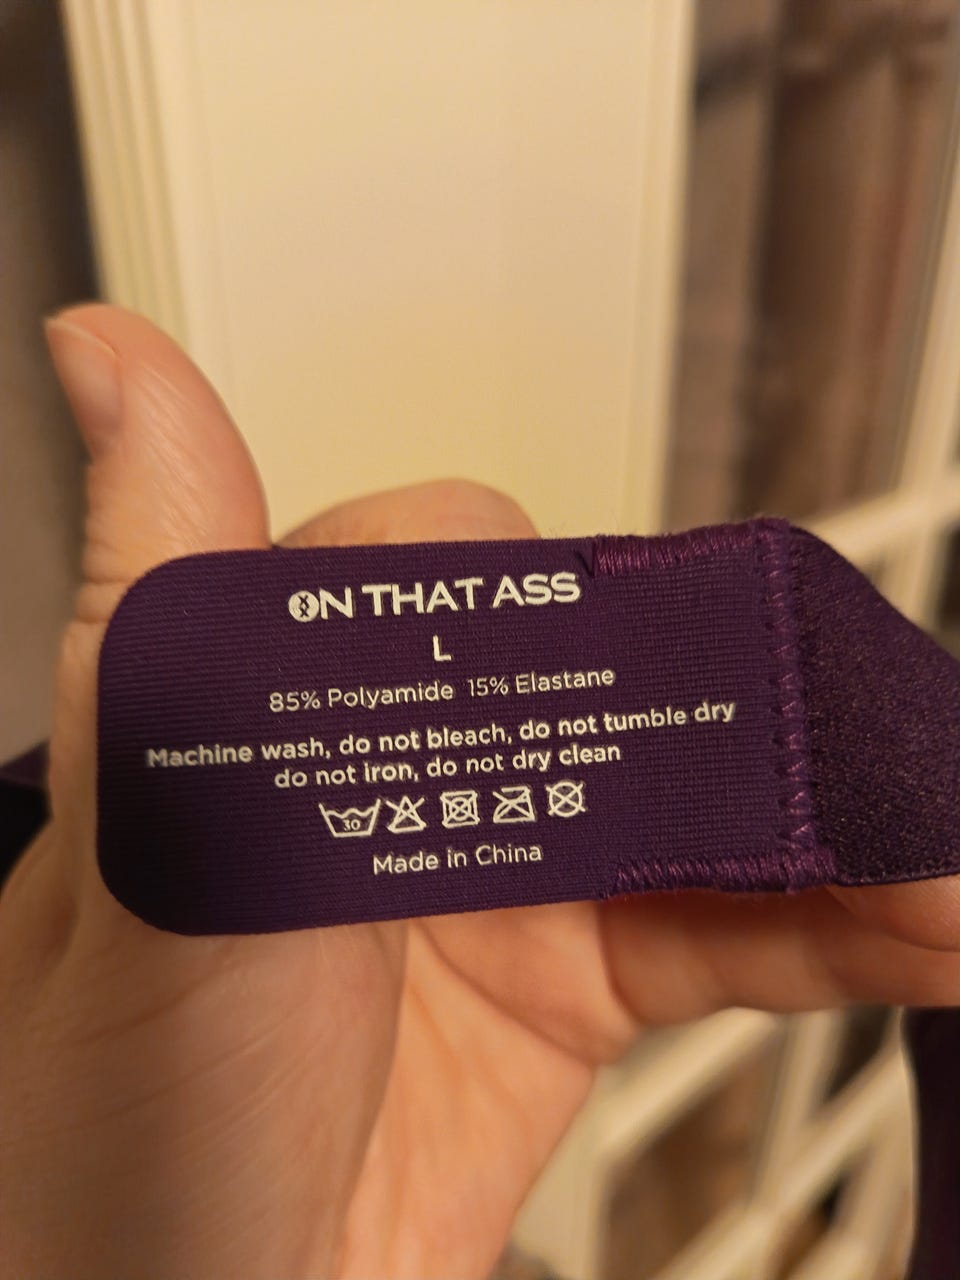 ON THAT ASS
L
85% Polyamide 15% Elastane
Machine wash, do not bleach, do not tumble dry
do not iron, do not dry clean
30
Made in China